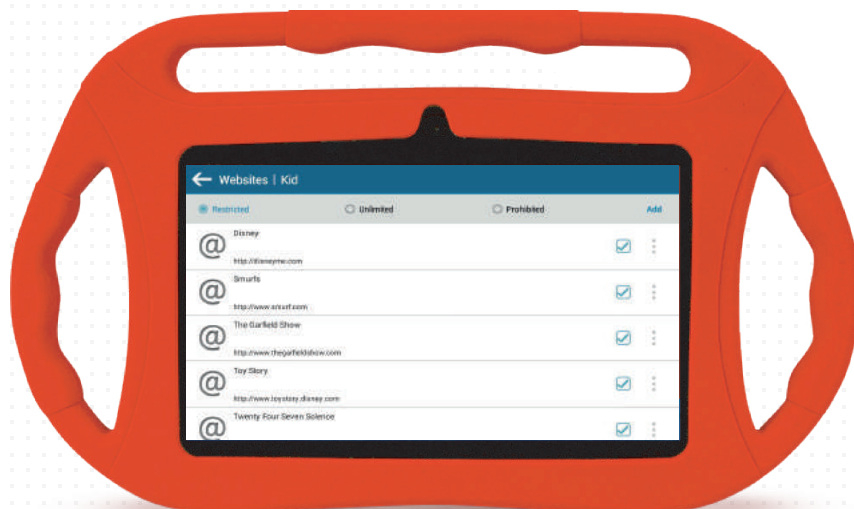 Websites | Kid
Restricted Unlimited Prohibited Add
Disney
http://disneyme.com
Smurfs
http://www.smurf.com
The Garfield Show
http://www.thegarfieldshow.com
Toy Story
http://www.toystory.disney.com
Twenty Four Seven Science